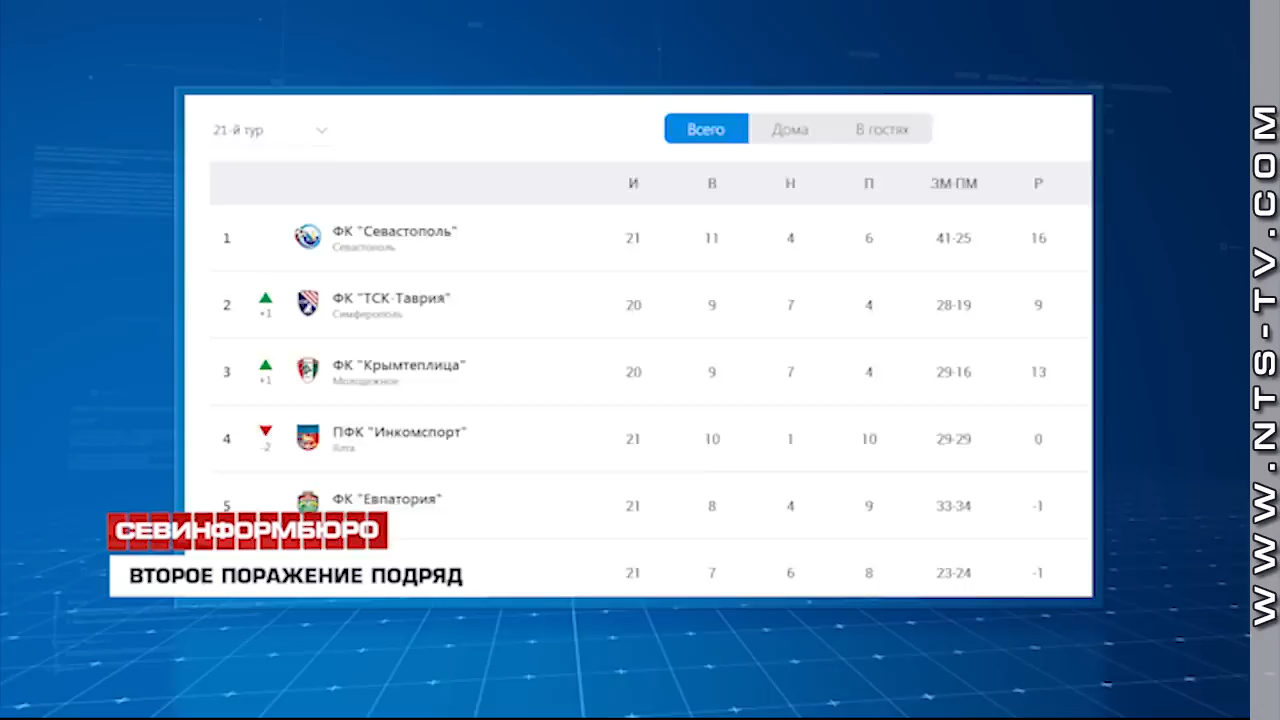 21-й тур
Всего Дома В гостях
И В Н П ЗМ-ПМ Р
1 ФК "Севастополь" 21 11 4 6 41-25 16
Севастополь
2 ФК "ТСК-Таврия" 20 9 7 4 28-19 9
+1 Симферополь
3 ФК "Крымтеплица" 20 9 7 4 29-16 13
+1 Молодежное
4 ПФК "Инкомспорт" 21 10 1 10 29-29 0
-2 Ялта
5 ФК "Евпатория" 21 8 4 9 33-34 -1
СЕВИНФОРМБЮРО
ВТОРОЕ ПОРАЖЕНИЕ ПОДРЯД
21 7 6 8 23-24 -1
WWW.NTS-TV.COM